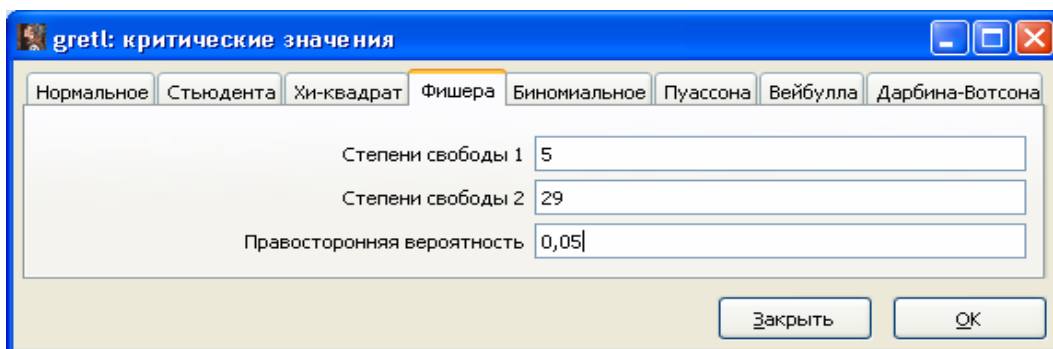 gretl: критические значения
Нормальное Стьюдента Хи-квадрат Фишера Биномиальное Пуассона Вейбулла Дарбина-Вотсона
Степени свободы 1 5
Степени свободы 2 29
Правосторонняя вероятность 0,05
Закрыть OK